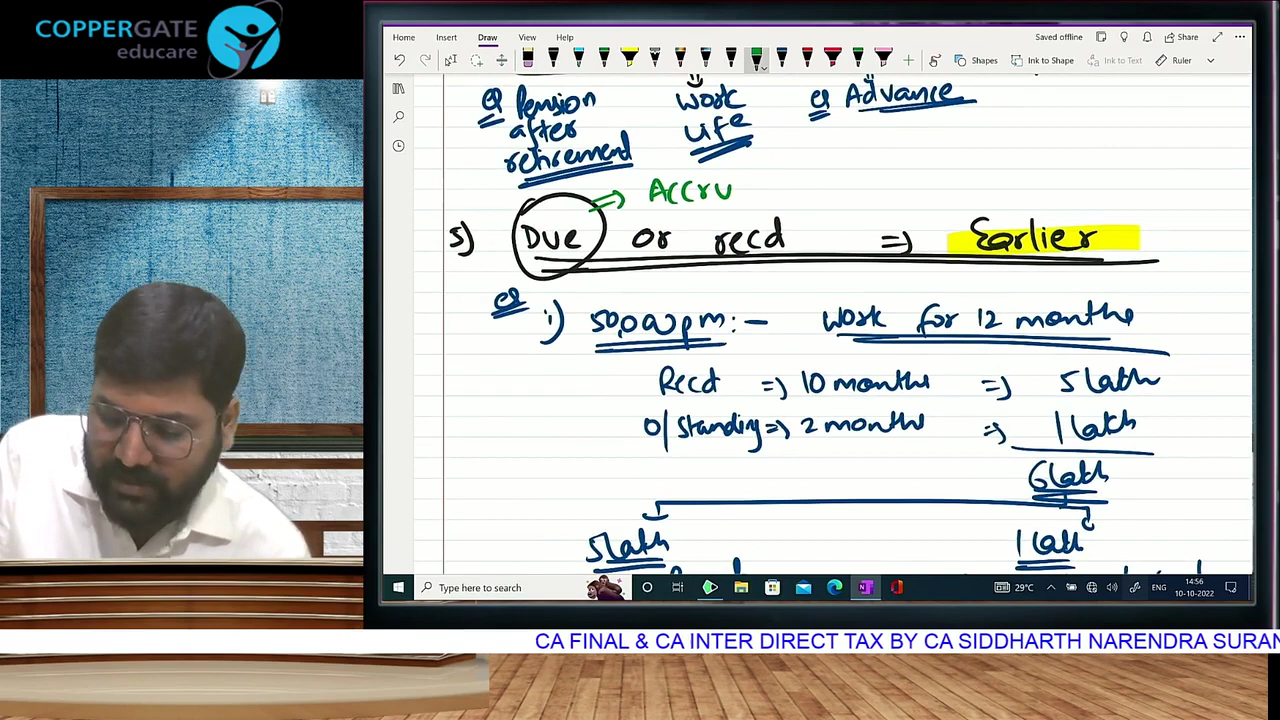 COPPERGATE
educare
Home Insert Draw View Help
Saved offline
Share
Shapes
Ink to Shape
Ink to Text
Ruler
eg Pension work eg Advance
after life
retirement
=> Accru
5) Due or recd => Earlier
eg i) 50,000 pm :- work for 12 months
Recd => 10 months => 5 lakh
O/standing => 2 months => 1 lakh
6 lakh
5 lakh 1 lakh
Type here to search
29°C
ENG
14:56
10-10-2022
CA FINAL & CA INTER DIRECT TAX BY CA SIDDHARTH NARENDRA SURAN